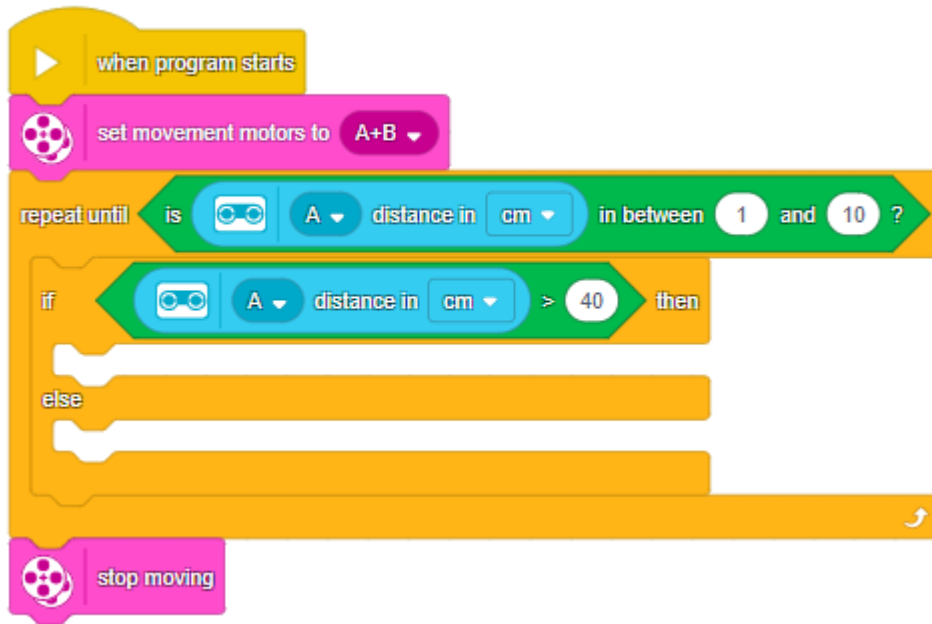 when program starts
set movement motors to A+B
repeat until is A distance in cm in between 1 and 10 ?
if A distance in cm > 40 then
else
stop moving